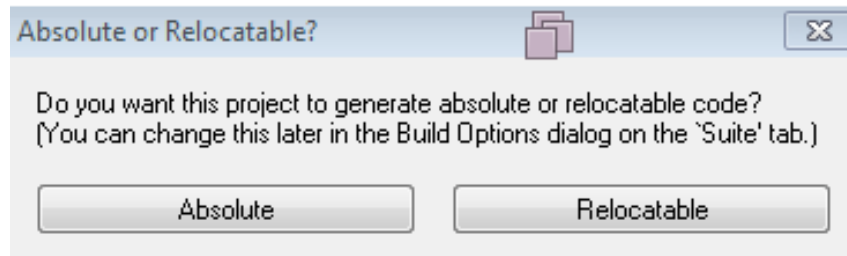 Absolute or Relocatable?
Do you want this project to generate absolute or relocatable code?
(You can change this later in the Build Options dialog on the `Suite' tab.)
Absolute
Relocatable